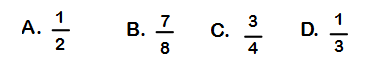 A. 1/2 B. 7/8 C. 3/4 D. 1/3